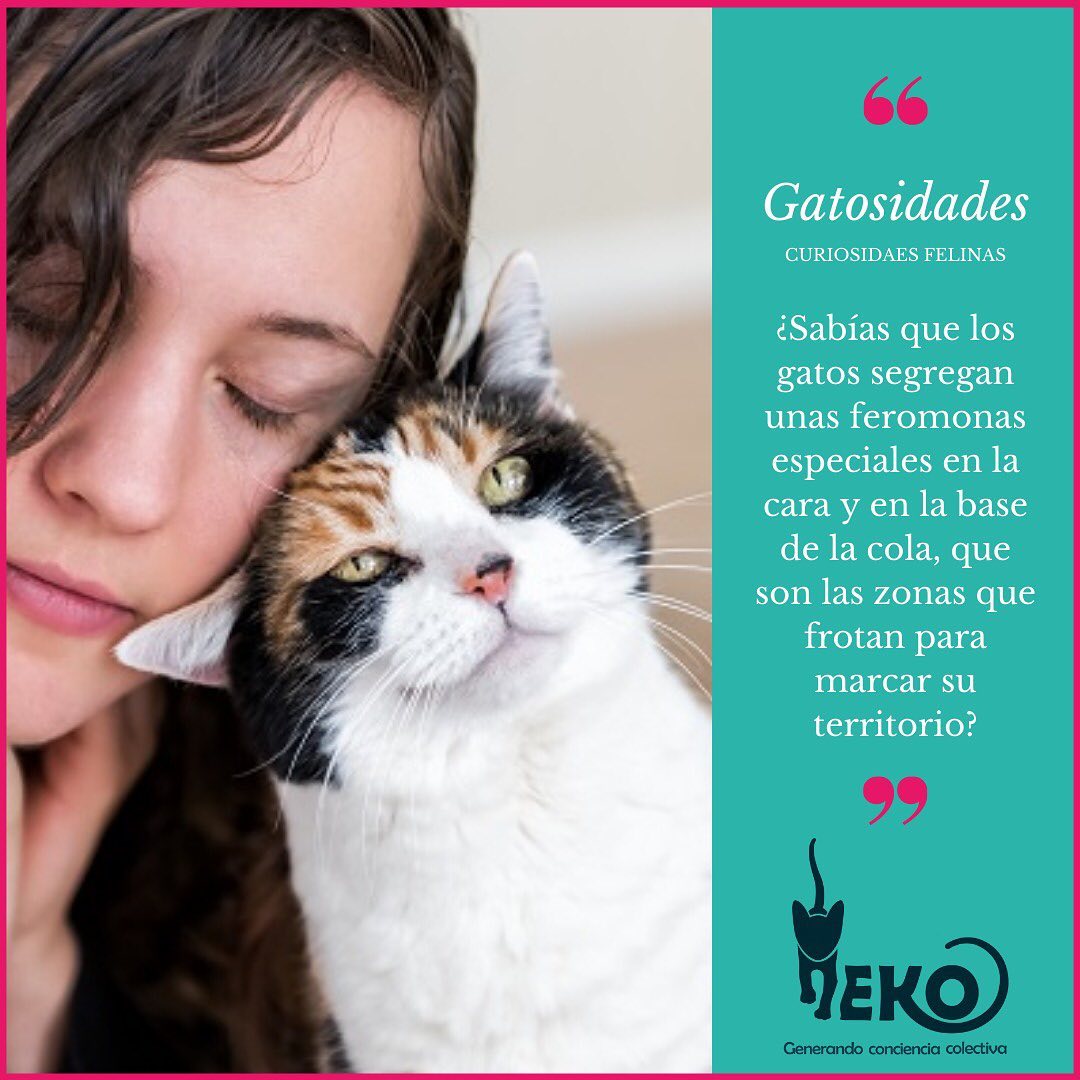 ❝
Gatosidades
CURIOSIDAES FELINAS
¿Sabías que los
gatos segregan
unas feromonas
especiales en la
cara y en la base
de la cola, que
son las zonas que
frotan para
marcar su
territorio?
❞
NEKO
Generando conciencia colectiva